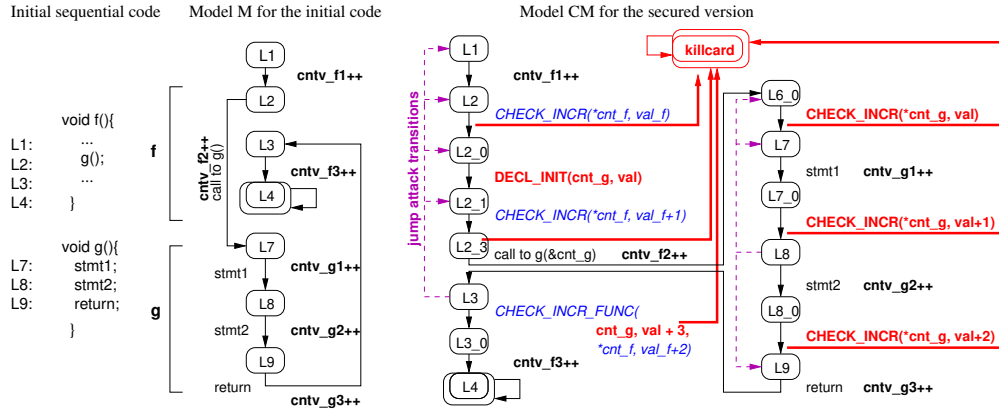 Initial sequential code
Model M for the initial code
Model CM for the secured version
void f(){
L1: ...
L2: g();
L3: ...
L4: }
f
void g(){
L7: stmt1;
L8: stmt2;
L9: return;
}
g
L1
cntv_f1++
L2
cntv_f2++
call to g()
L3
cntv_f3++
L4
L7
stmt1
cntv_g1++
L8
stmt2
cntv_g2++
L9
return
cntv_g3++
jump attack transitions
L1
cntv_f1++
L2
CHECK_INCR(*cnt_f, val_f)
L2_0
DECL_INIT(cnt_g, val)
L2_1
CHECK_INCR(*cnt_f, val_f+1)
L2_3
call to g(&cnt_g)
cntv_f2++
L3
CHECK_INCR_FUNC(
cnt_g, val + 3,
*cnt_f, val_f+2)
L3_0
cntv_f3++
L4
killcard
L6_0
CHECK_INCR(*cnt_g, val)
L7
stmt1
cntv_g1++
L7_0
CHECK_INCR(*cnt_g, val+1)
L8
stmt2
cntv_g2++
L8_0
CHECK_INCR(*cnt_g, val+2)
L9
return
cntv_g3++